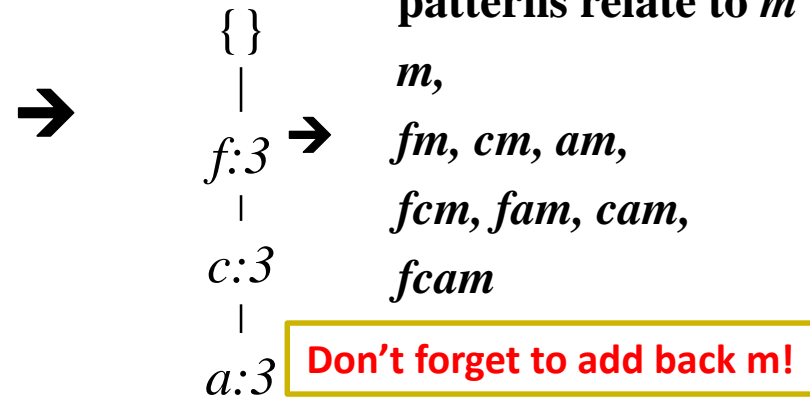 patterns relate to m
{}
m,
➔
f:3 ➔
fm, cm, am,
fcm, fam, cam,
c:3
fcam
Don't forget to add back m!
a:3